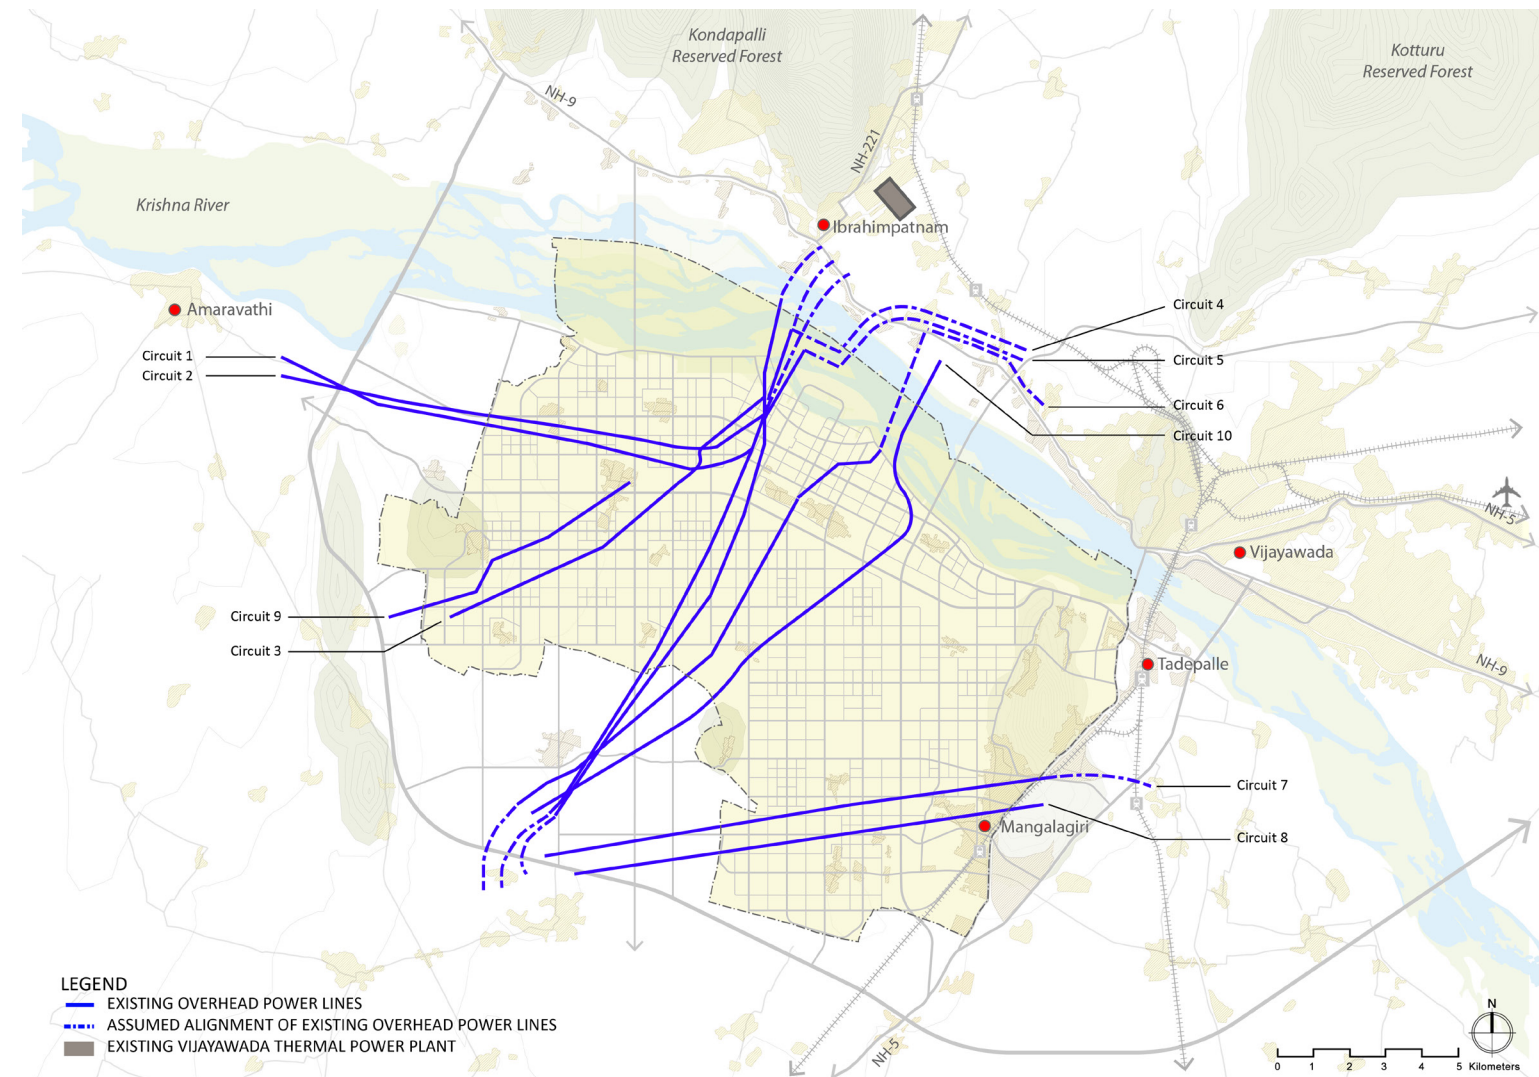 Kondapalli
Reserved Forest
Kotturu
Reserved Forest
NH-9
NH-221
Krishna River
Ibrahimpatnam
Amaravathi
Circuit 4
Circuit 1
Circuit 5
Circuit 2
Circuit 6
Circuit 10
NH-5
Vijayawada
Circuit 9
Circuit 3
Tadepalle
NH-9
Circuit 7
Mangalagiri
Circuit 8
LEGEND
EXISTING OVERHEAD POWER LINES
ASSUMED ALIGNMENT OF EXISTING OVERHEAD POWER LINES
EXISTING VIJAYAWADA THERMAL POWER PLANT
NH-5
N
0 1 2 3 4 5 Kilometers